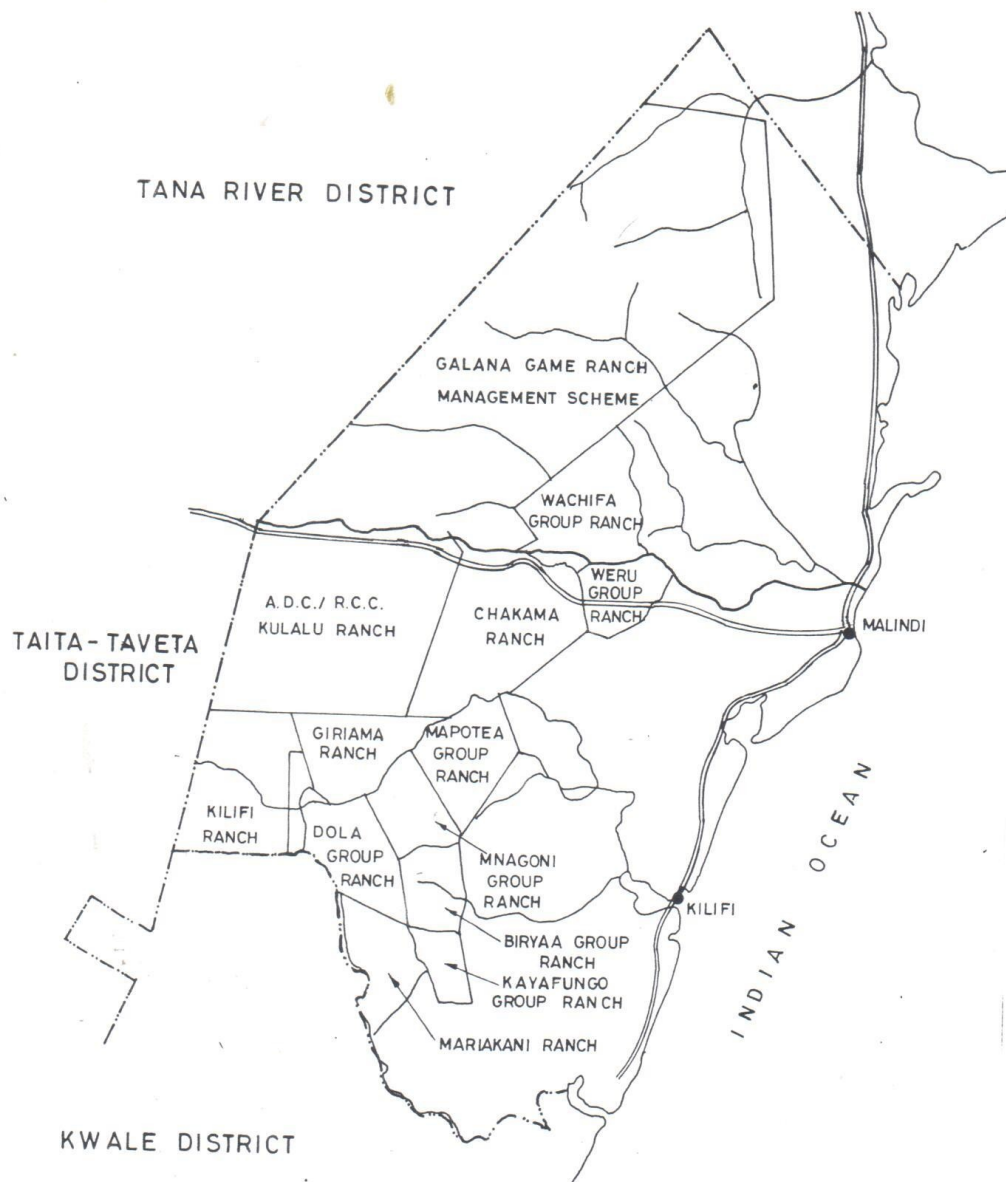 TANA RIVER DISTRICT
GALANA GAME RANCH
MANAGEMENT SCHEME
WACHIFA
GROUP RANCH
WERU
GROUP
RANCH
A.D.C./ R.C.C.
KULALU RANCH
CHAKAMA
RANCH
MALINDI
TAITA-TAVETA
DISTRICT
GIRIAMA
RANCH
MAPOTEA
GROUP
RANCH
KILIFI
RANCH
DOLA
GROUP
RANCH
MNAGONI
GROUP
RANCH
KILIFI
BIRYAA GROUP
RANCH
KAYAFUNGO
GROUP RANCH
MARIAKANI RANCH
INDIAN OCEAN
KWALE DISTRICT